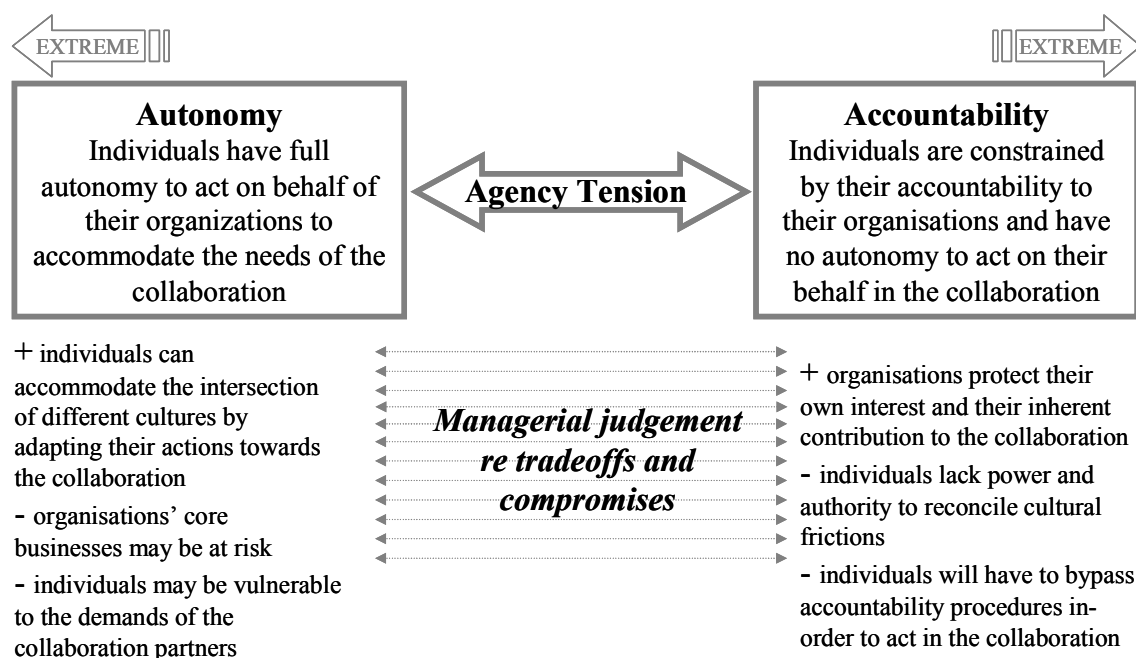 EXTREME
EXTREME
Autonomy
Individuals have full
autonomy to act on behalf of
their organizations to
accommodate the needs of the
collaboration
Agency Tension
Accountability
Individuals are constrained
by their accountability to
their organisations and have
no autonomy to act on their
behalf in the collaboration
+ individuals can
accommodate the intersection
of different cultures by
adapting their actions towards
the collaboration
- organisations’ core
businesses may be at risk
- individuals may be vulnerable
to the demands of the
collaboration partners
Managerial judgement
re tradeoffs and
compromises
+ organisations protect their
own interest and their inherent
contribution to the collaboration
- individuals lack power and
authority to reconcile cultural
frictions
- individuals will have to bypass
accountability procedures in-
order to act in the collaboration